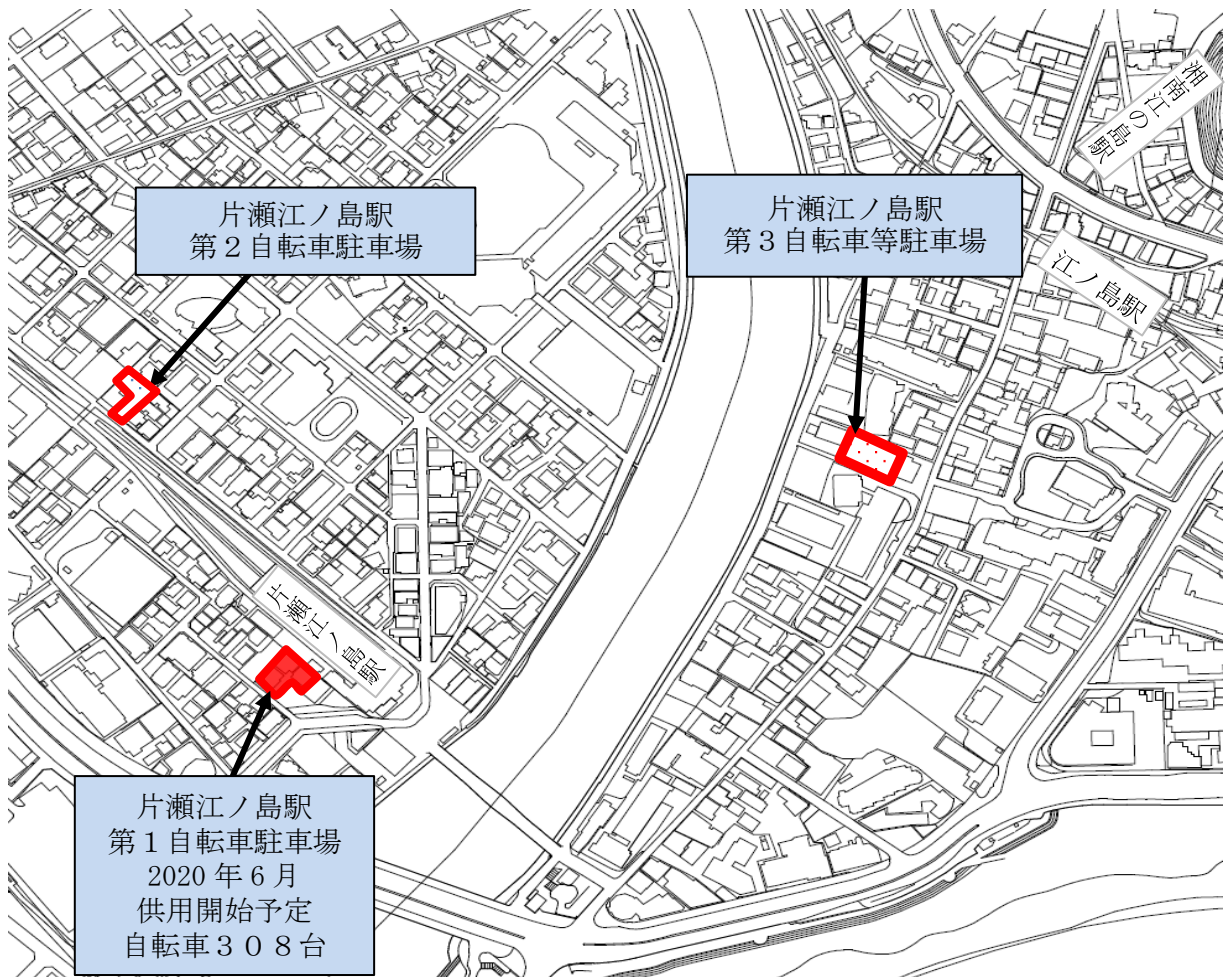 湘南江の島駅
片瀬江ノ島駅
第２自転車駐車場
片瀬江ノ島駅
第３自転車等駐車場
江ノ島駅
片瀬江ノ島駅
片瀬江ノ島駅
第１自転車駐車場
2020 年 6 月
供用開始予定
自転車３０８台